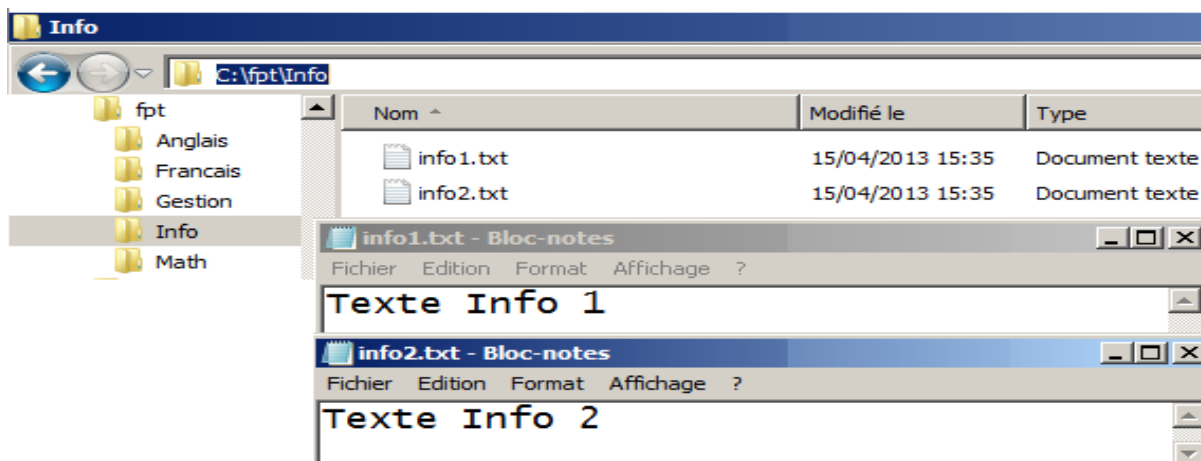 Info
C:\fpt\Info
fpt
Anglais
Francais
Gestion
Info
Math
Nom Modifié le Type
info1.txt 15/04/2013 15:35 Document texte
info2.txt 15/04/2013 15:35 Document texte
info1.txt - Bloc-notes
Fichier Edition Format Affichage ?
Texte Info 1
info2.txt - Bloc-notes
Fichier Edition Format Affichage ?
Texte Info 2